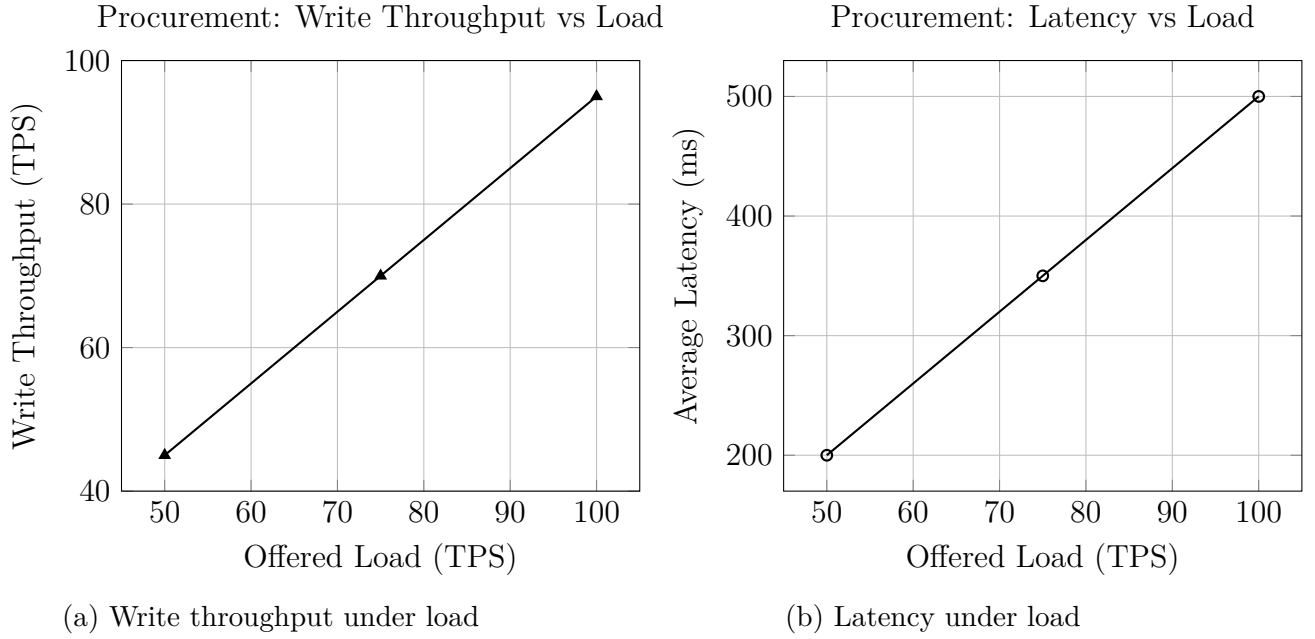 Procurement: Write Throughput vs Load
100
80
60
40
50 60 70 80 90 100
Write Throughput (TPS)
Offered Load (TPS)
(a) Write throughput under load
Procurement: Latency vs Load
500
400
300
200
50 60 70 80 90 100
Average Latency (ms)
Offered Load (TPS)
(b) Latency under load